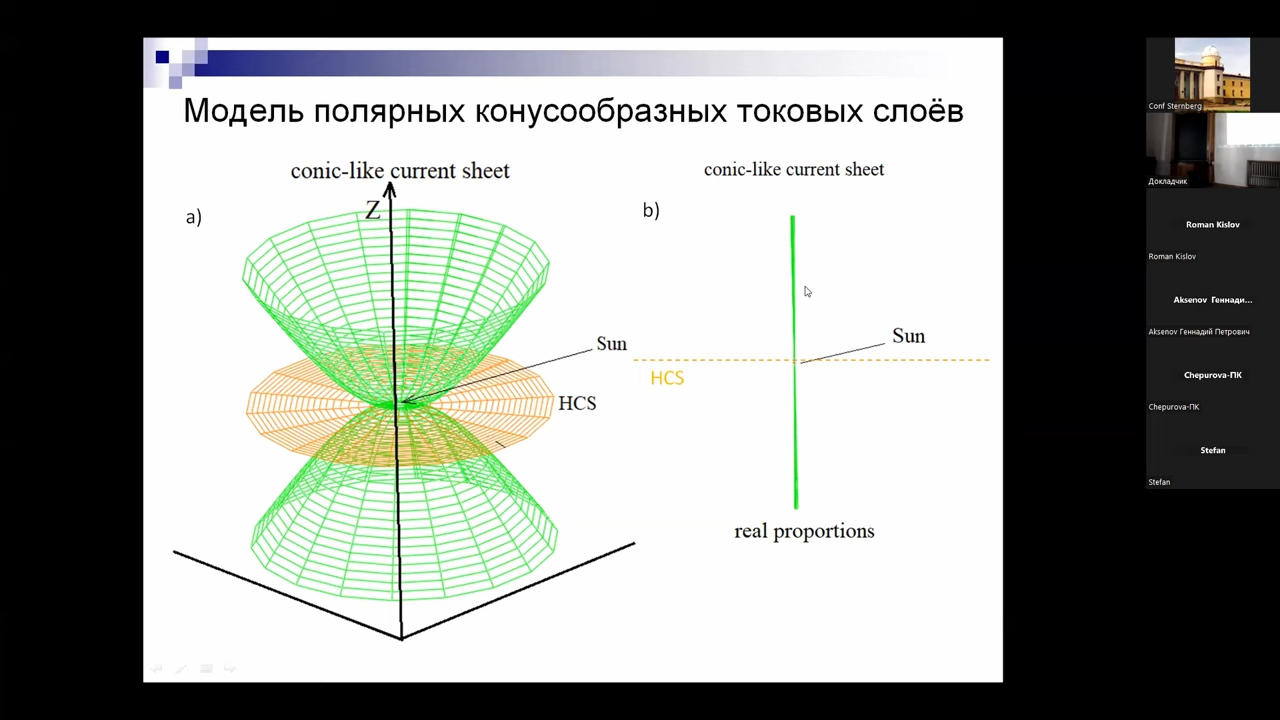 Модель полярных конусообразных токовых слоёв
conic-like current sheet
Z
a)
Sun
HCS
conic-like current sheet
b)
Sun
HCS
real proportions
Conf Sternberg
Докладчик
Roman Kislov
Roman Kislov
Aksenov Геннади...
Aksenov Геннадий Петрович
Chepurova-ПК
Chepurova-ПК
Stefan
Stefan